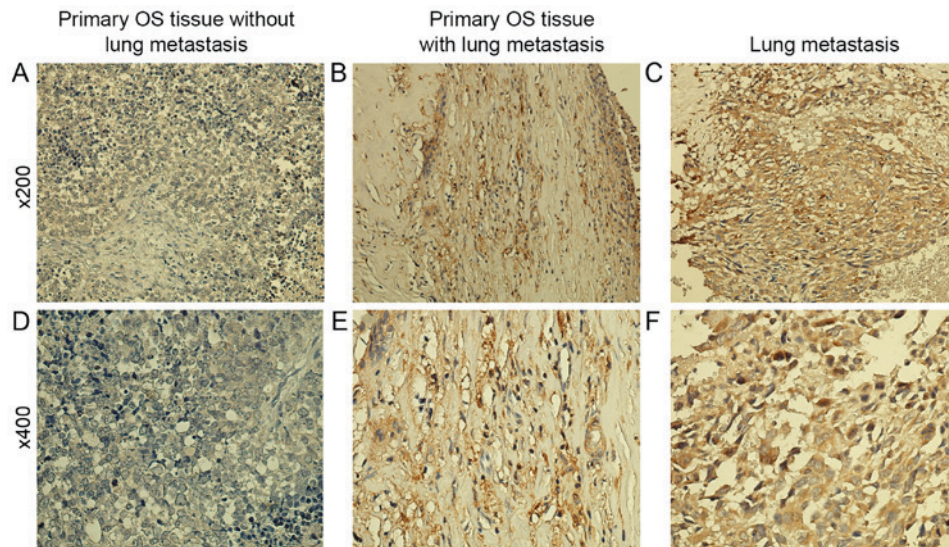 Primary OS tissue without
lung metastasis
Primary OS tissue
with lung metastasis
Lung metastasis
A
B
C
x200
D
E
F
x400